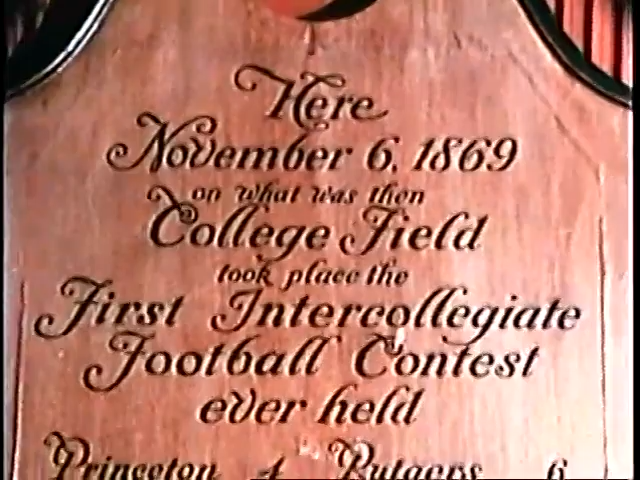 Here
November 6, 1869
on what was then
College Field
took place the
First Intercollegiate
Football Contest
ever held
Princeton 4 Rutgers 6